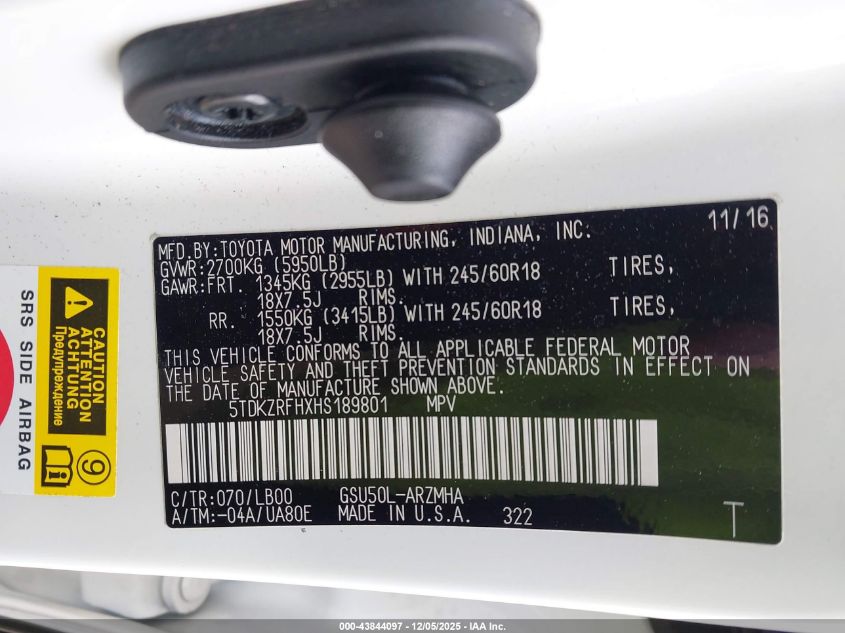 11/16
MFD.BY:TOYOTA MOTOR MANUFACTURING, INDIANA, INC.
GVWR:2700KG (5950LB)
GAWR:FRT. 1345KG (2955LB) WITH 245/60R18 TIRES,
18X7.5J RIMS.
RR. 1550KG (3415LB) WITH 245/60R18 TIRES,
18X7.5J RIMS.
THIS VEHICLE CONFORMS TO ALL APPLICABLE FEDERAL MOTOR
VEHICLE SAFETY AND THEFT PREVENTION STANDARDS IN EFFECT ON
THE DATE OF MANUFACTURE SHOWN ABOVE.
5TDKZRFHXHS189801 MPV
C/TR:070/LB00 GSU50L-ARZMHA
A/TM:-04A/UA80E MADE IN U.S.A. 322
T
CAUTION
ATTENTION
ACHTUNG
Предупреждение
9
SRS SIDE AIRBAG
000-43844097 - 12/05/2025 - IAA Inc.